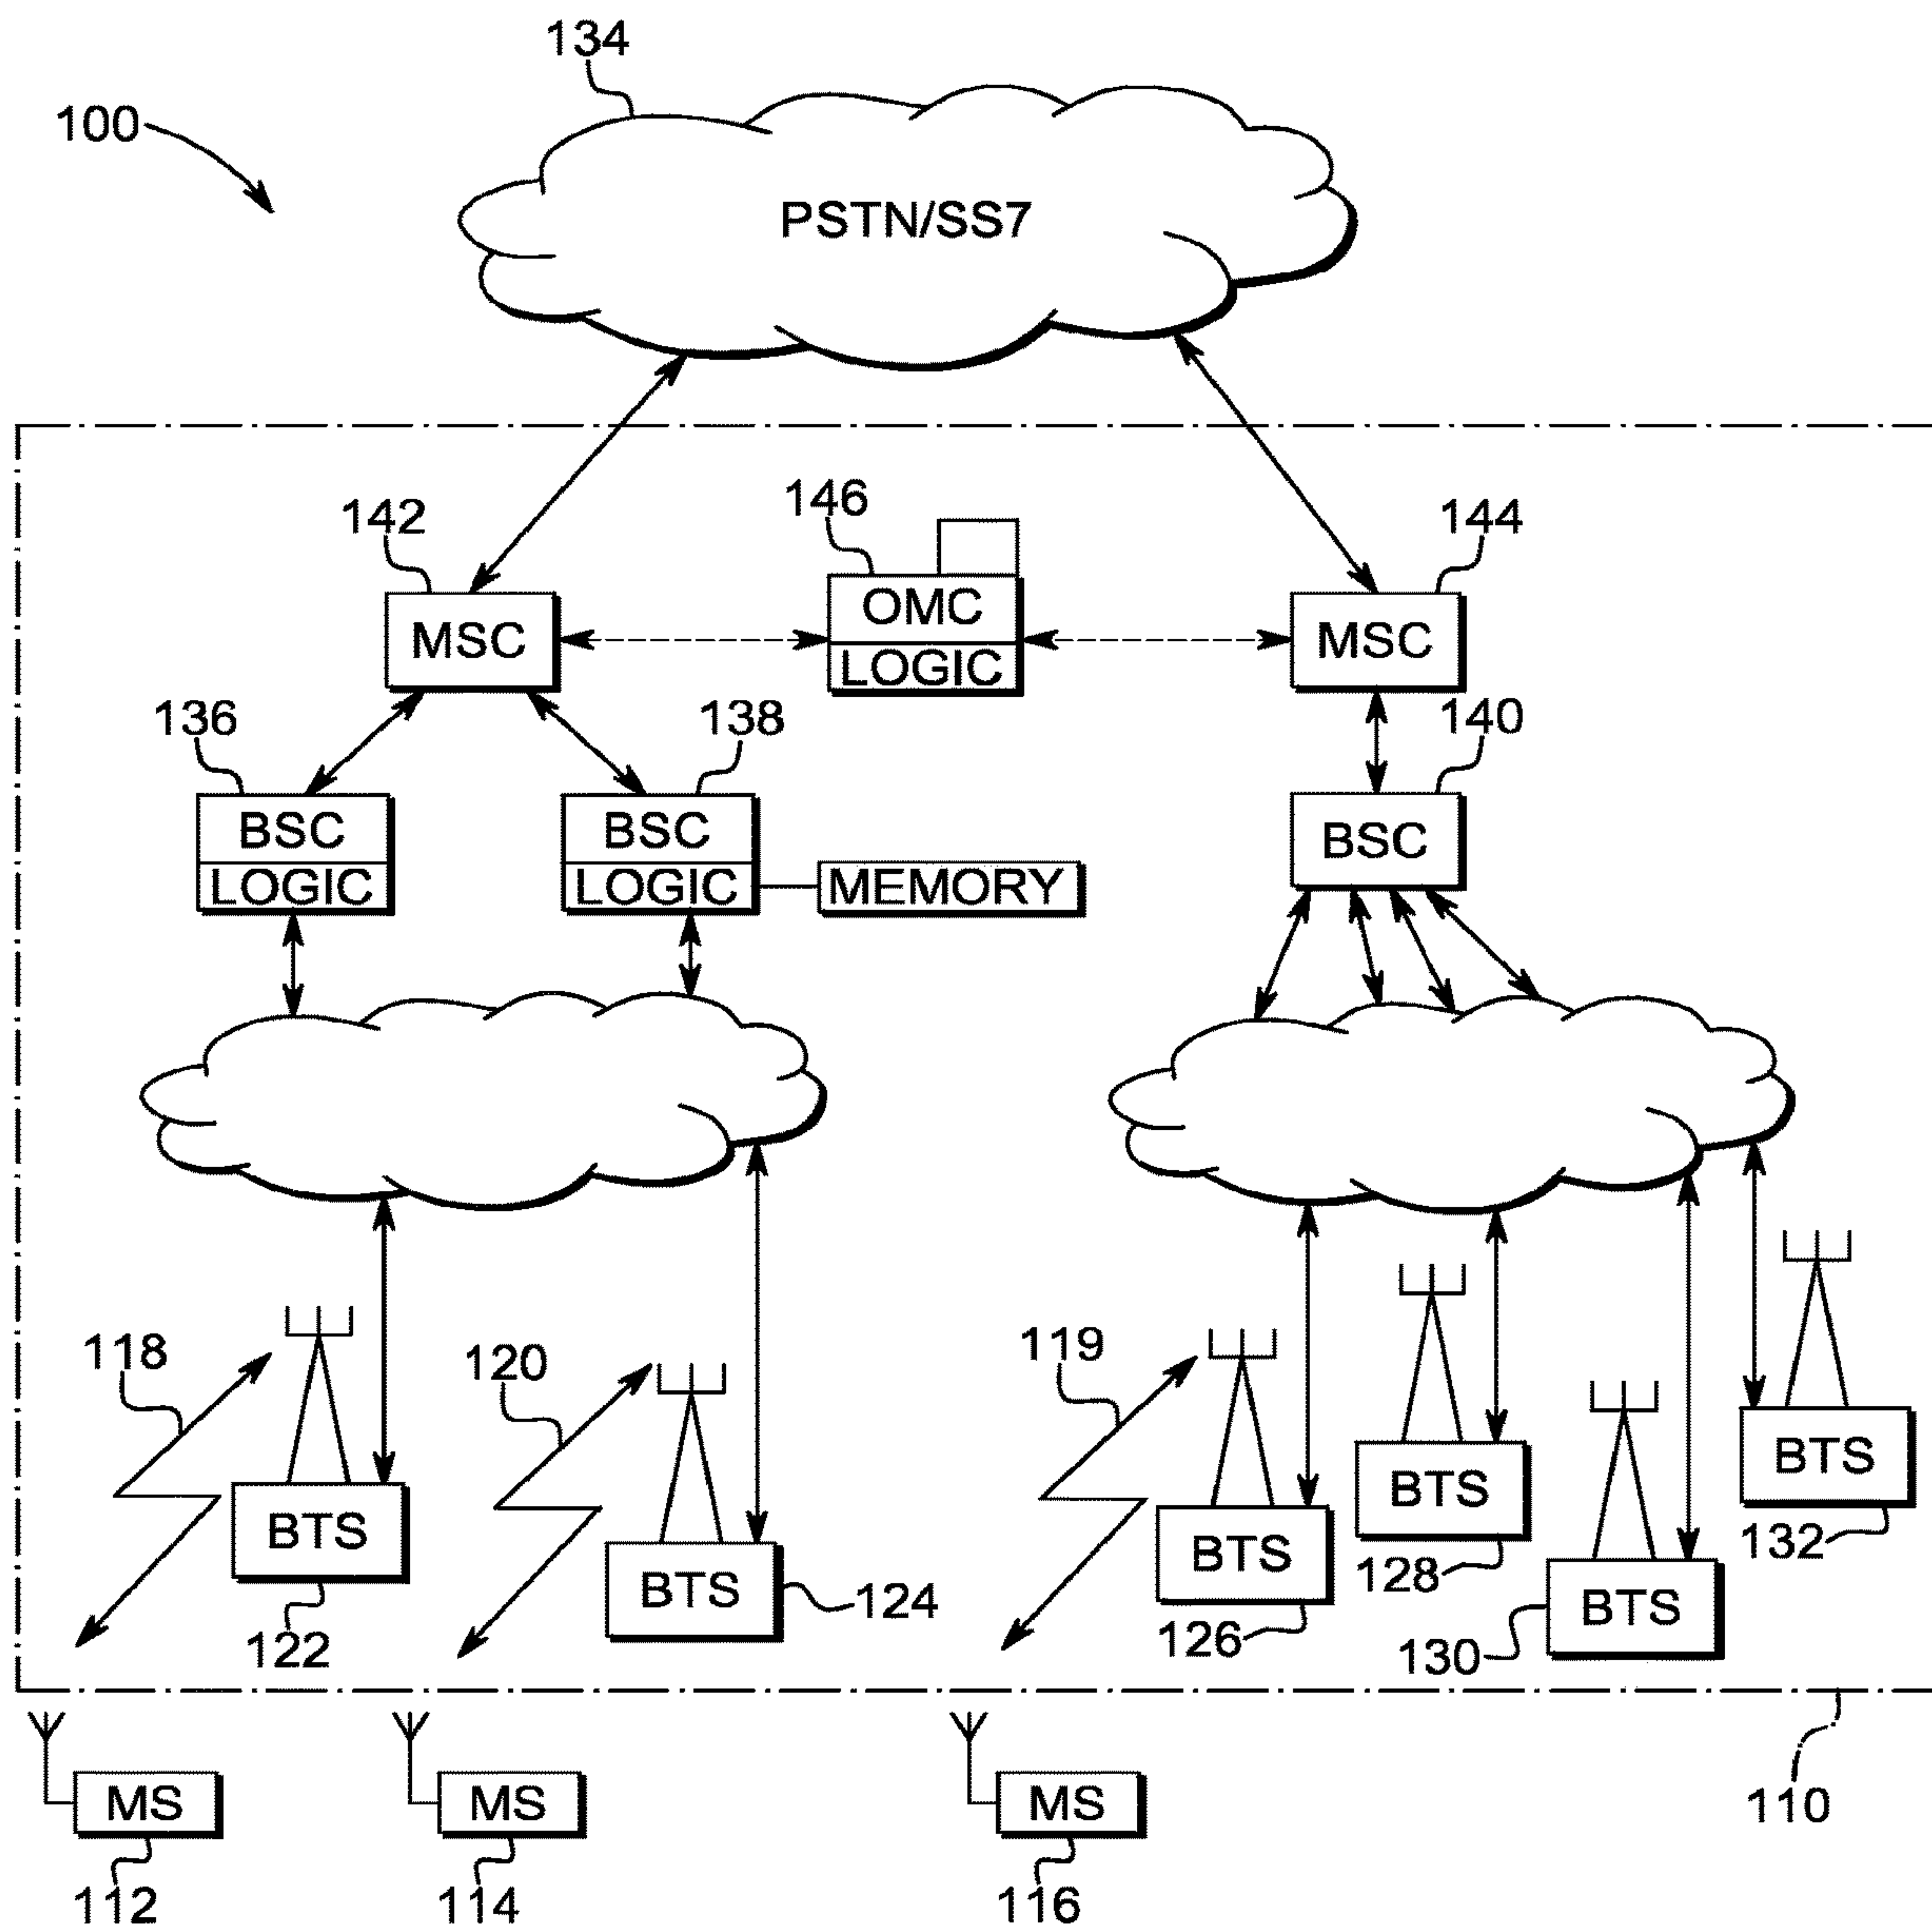 134
100
PSTN/SS7
142
146
144
MSC
OMC
LOGIC
MSC
136
138
140
BSC
LOGIC
BSC
LOGIC
MEMORY
BSC
118
120
119
BTS
122
BTS
124
BTS
126
BTS
128
BTS
130
BTS
132
110
MS
112
MS
114
MS
116